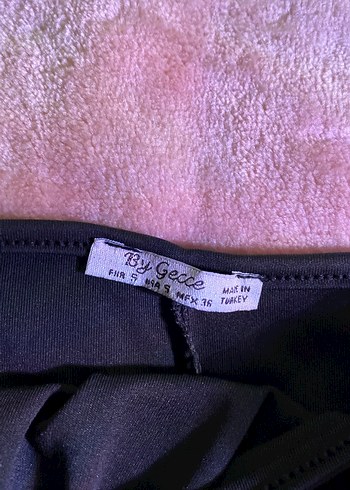 By Gecce
EUR S USA S MEX 36
MADE IN
TURKEY